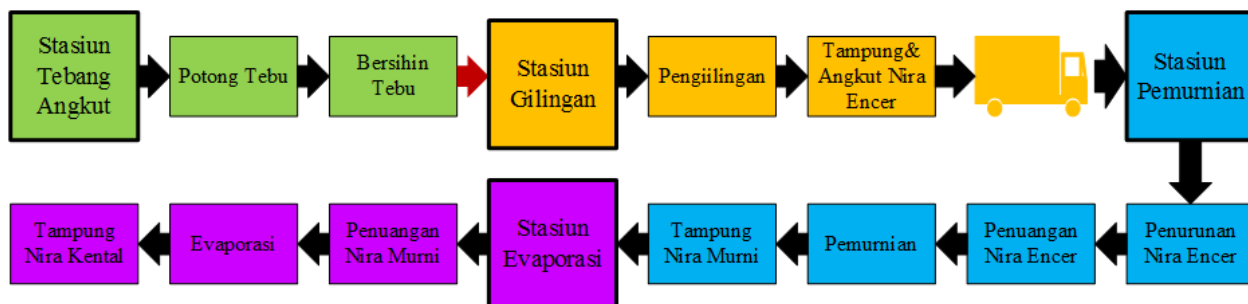 Stasiun
Tebang
Angkut
Potong Tebu
Bersihin
Tebu
Stasiun
Gilingan
Pengiilingan
Tampung&
Angkut Nira
Encer
Stasiun
Pemurnian
Penurunan
Nira Encer
Penuangan
Nira Encer
Pemurnian
Tampung
Nira Murni
Stasiun
Evaporasi
Penuangan
Nira Murni
Evaporasi
Tampung
Nira Kental